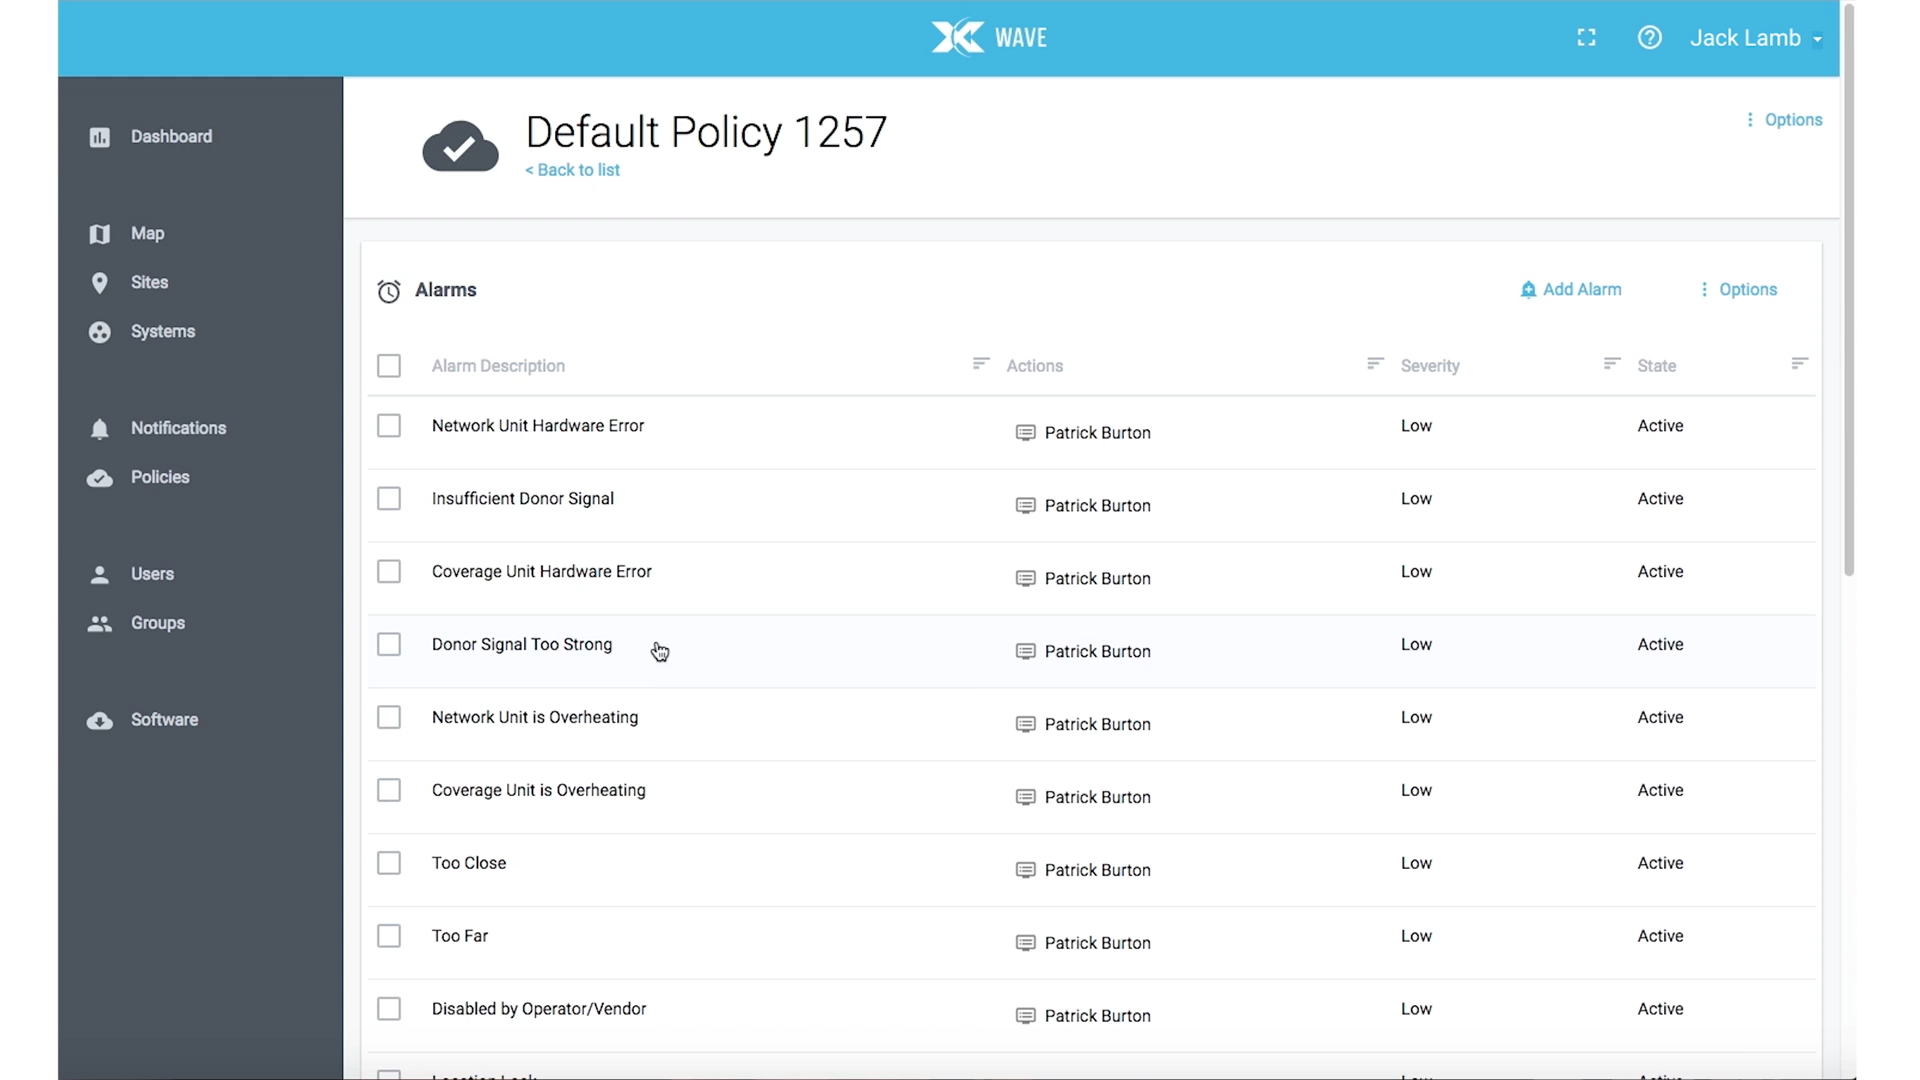 WAVE
Jack Lamb
Dashboard
Map
Sites
Systems
Notifications
Policies
Users
Groups
Software
Default Policy 1257
< Back to list
Options
Alarms
Add Alarm
Options
Alarm Description Actions Severity State
Network Unit Hardware Error Patrick Burton Low Active
Insufficient Donor Signal Patrick Burton Low Active
Coverage Unit Hardware Error Patrick Burton Low Active
Donor Signal Too Strong Patrick Burton Low Active
Network Unit is Overheating Patrick Burton Low Active
Coverage Unit is Overheating Patrick Burton Low Active
Too Close Patrick Burton Low Active
Too Far Patrick Burton Low Active
Disabled by Operator/Vendor Patrick Burton Low Active